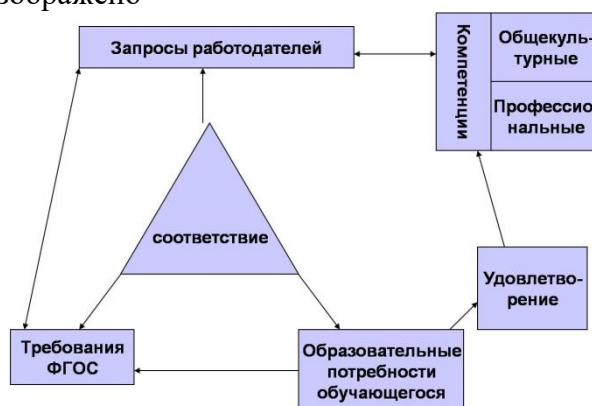 Запросы работодателей
Компетенции
Общекуль-
турные
Профессио-
нальные
соответствие
Удовлетво-
рение
Требования
ФГОС
Образовательные
потребности
обучающегося